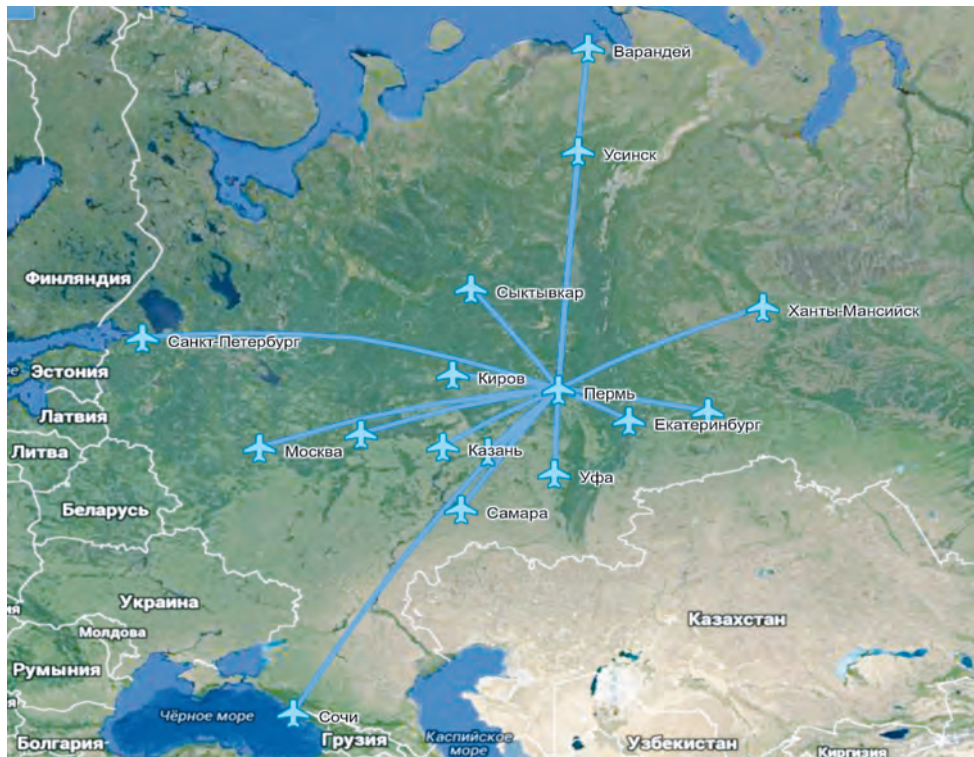 Варандей
Усинск
Финляндия
Сыктывкар
Ханты-Мансийск
Санкт-Петербург
Эстония
Киров
Пермь
Латвия
Екатеринбург
Литва
Москва
Казань
Уфа
Беларусь
Самара
Украина
Казахстан
Молдова
Румыния
Чёрное море
Сочи
Болгария
Грузия
Каспийское
море
Узбекистан
Киргизия